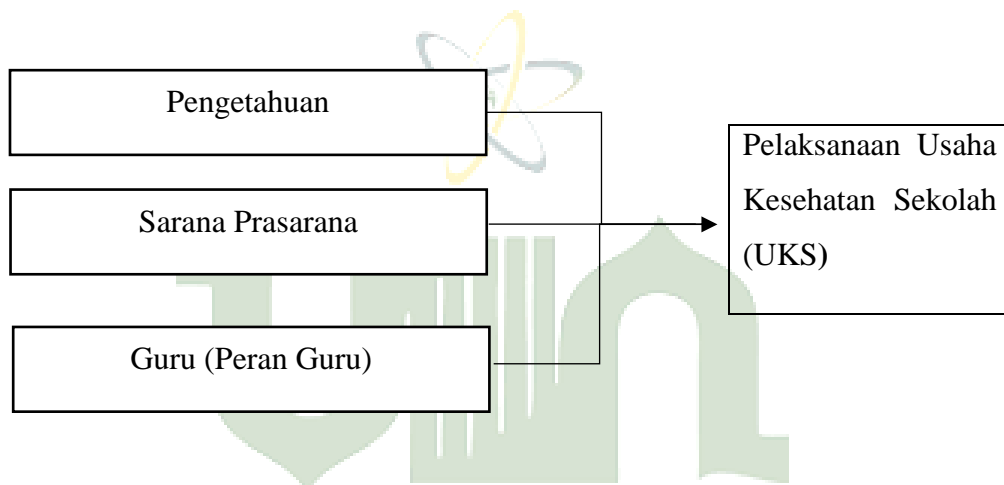 Pengetahuan
Sarana Prasarana
Guru (Peran Guru)
Pelaksanaan Usaha
Kesehatan Sekolah
(UKS)